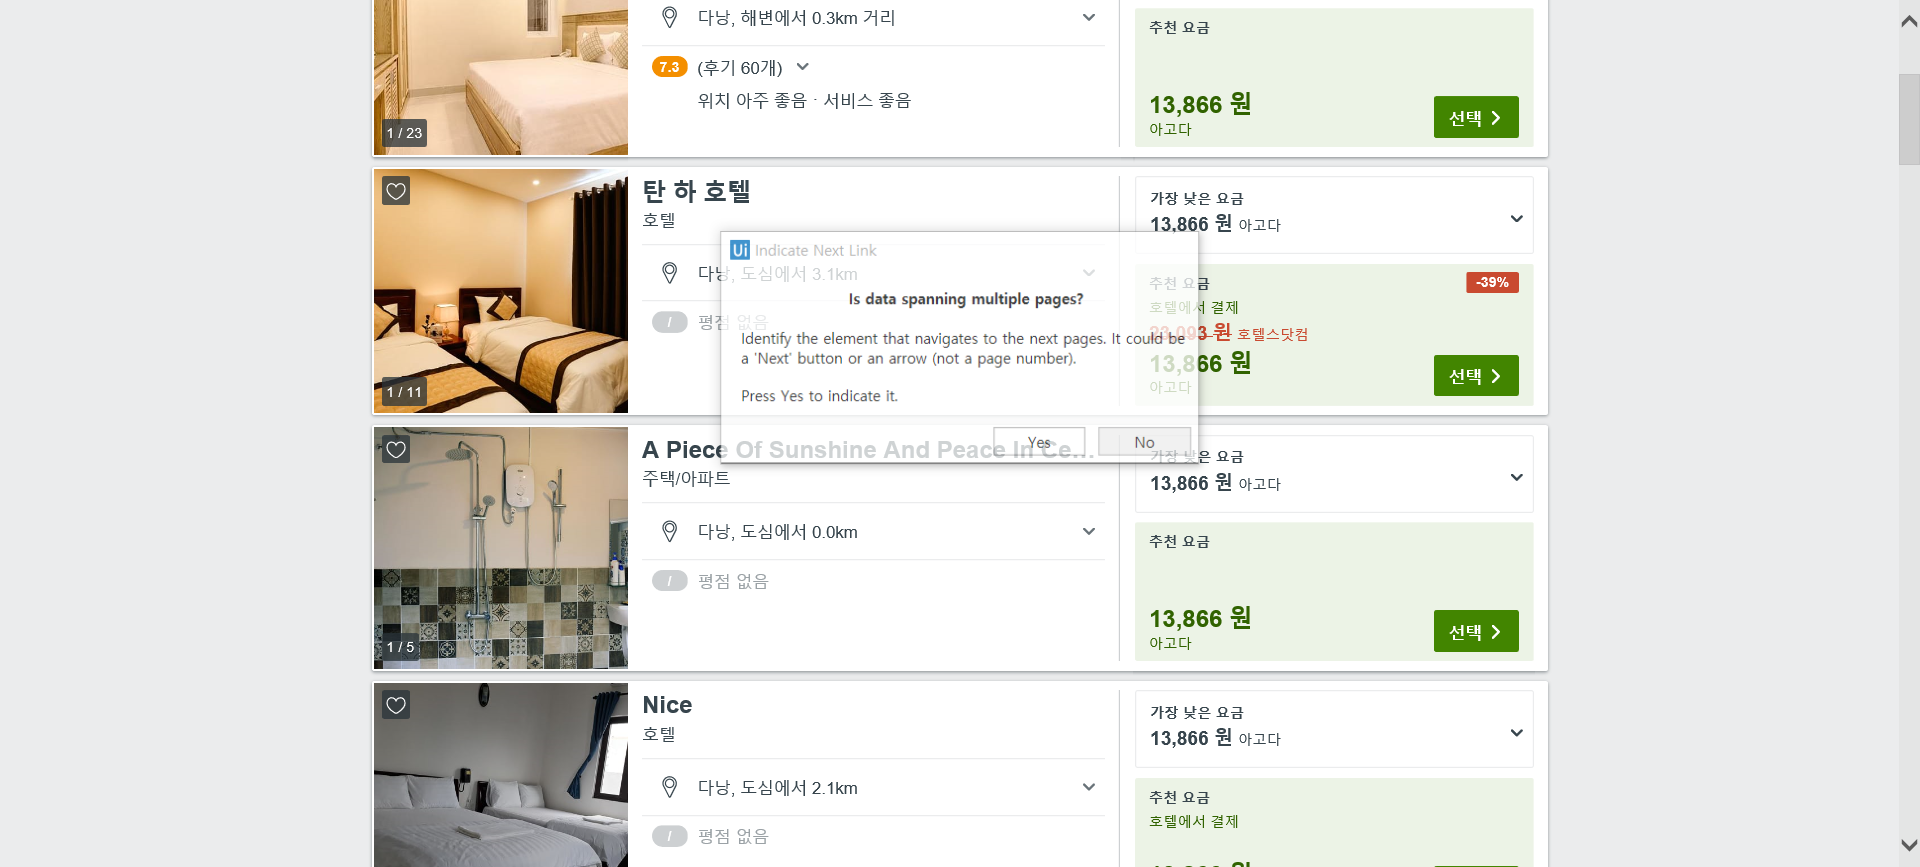 다낭, 해변에서 0.3km 거리
7.3 (후기 60개)
위치 아주 좋음 · 서비스 좋음
1 / 23
추천 요금
13,866 원
아고다
선택
탄 하 호텔
호텔
다낭, 도심에서 3.1km
/ 평점 없음
1 / 11
가장 낮은 요금
13,866 원 아고다
추천 요금
-39%
호텔에서 결제
23,093 원 호텔스닷컴
13,866 원
아고다
선택
Ui Indicate Next Link
Is data spanning multiple pages?
Identify the element that navigates to the next pages. It could be
a 'Next' button or an arrow (not a page number).
Press Yes to indicate it.
Yes
No
A Piece Of Sunshine And Peace In Ce...
주택/아파트
다낭, 도심에서 0.0km
/ 평점 없음
1 / 5
가장 낮은 요금
13,866 원 아고다
추천 요금
13,866 원
아고다
선택
Nice
호텔
다낭, 도심에서 2.1km
/ 평점 없음
가장 낮은 요금
13,866 원 아고다
추천 요금
호텔에서 결제